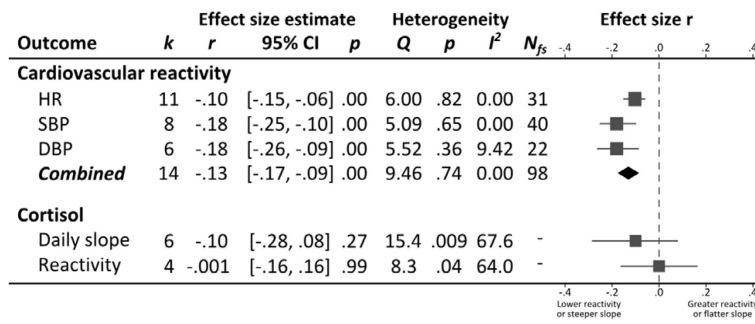 Effect size estimate Heterogeneity Effect size r
Outcome k r 95% CI p Q p I² Nfs -.4 -.2 .0 .2 .4
Cardiovascular reactivity
HR 11 -.10 [-.15, -.06] .00 6.00 .82 0.00 31
SBP 8 -.18 [-.25, -.10] .00 5.09 .65 0.00 40
DBP 6 -.18 [-.26, -.09] .00 5.52 .36 9.42 22
Combined 14 -.13 [-.17, -.09] .00 9.46 .74 0.00 98
Cortisol
Daily slope 6 -.10 [-.28, .08] .27 15.4 .009 67.6 -
Reactivity 4 -.001 [-.16, .16] .99 8.3 .04 64.0 -
-.4 -.2 .0 .2 .4
Lower reactivity Greater reactivity
or steeper slope or flatter slope